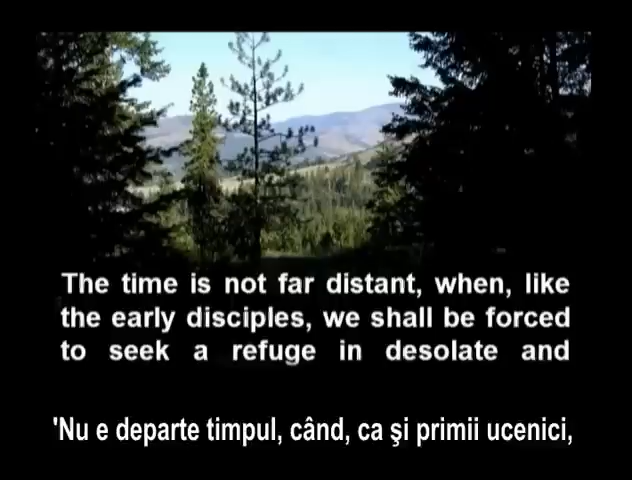 The time is not far distant, when, like
the early disciples, we shall be forced
to seek a refuge in desolate and
'Nu e departe timpul, când, ca şi primii ucenici,